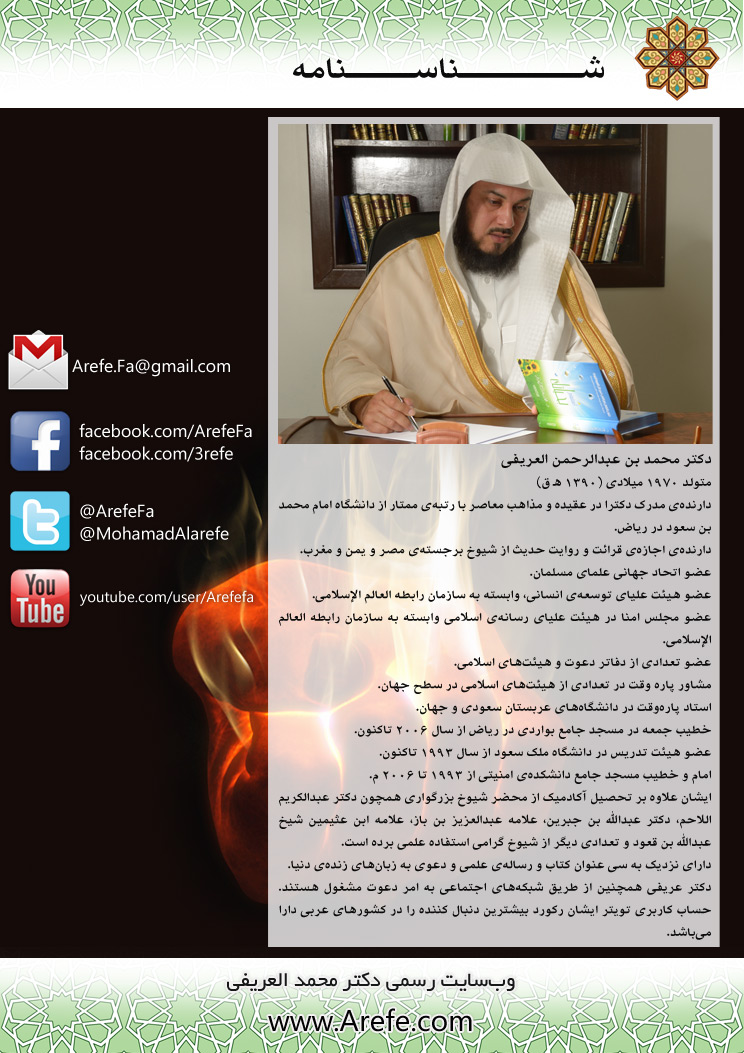 شناسنامه
Arefe.Fa@gmail.com
facebook.com/ArefeFa
facebook.com/3refe
@ArefeFa
@MohamadAlarefe
You
Tube
youtube.com/user/Arefefa
دکتر محمد بن عبدالرحمن العریفی
متولد ۱۹۷۰ میلادی (۱۳۹۰ هـ ق)
دارنده‌ی مدرک دکترا در عقیده و مذاهب معاصر با رتبه‌ی ممتاز از دانشگاه امام محمد
بن سعود در ریاض.
دارنده‌ی اجازه‌ی قرائت و روایت حدیث از شیوخ برجسته‌ی مصر و یمن و مغرب.
عضو اتحاد جهانی علمای مسلمان.
عضو هیئت علیای توسعه‌ی انسانی، وابسته به سازمان رابطه العالم الإسلامی.
عضو مجلس امنا در هیئت علیای رسانه‌ی اسلامی وابسته به سازمان رابطه العالم
الإسلامی.
عضو تعدادی از دفاتر دعوت و هیئت‌های اسلامی.
مشاور پاره وقت در تعدادی از هیئت‌های اسلامی در سطح جهان.
استاد پاره‌وقت در دانشگاه‌های عربستان سعودی و جهان.
خطیب جمعه در مسجد جامع بواردی در ریاض از سال ۲۰۰۶ تاکنون.
عضو هیئت تدریس در دانشگاه ملک سعود از سال ۱۹۹۳ تاکنون.
امام و خطیب مسجد جامع دانشکده‌ی امنیتی از ۱۹۹۳ تا ۲۰۰۶ م.
ایشان علاوه بر تحصیل آکادمیک از محضر شیوخ بزرگواری همچون دکتر عبدالکریم
اللاحم، دکتر عبدالله بن جبرین، علامه عبدالعزیز بن باز، علامه ابن عثیمین شیخ
عبدالله بن قعود و تعدادی دیگر از شیوخ گرامی استفاده علمی برده است.
دارای نزدیک به سی عنوان کتاب و رساله‌ی علمی و دعوی به زبان‌های زنده‌ی دنیا.
دکتر عریفی همچنین از طریق شبکه‌های اجتماعی به امر دعوت مشغول هستند.
حساب کاربری تویتر ایشان رکورد بیشترین دنبال کننده را در کشورهای عربی دارا
می‌باشد.
وب‌سایت رسمی دکتر محمد العریفی
www.Arefe.com